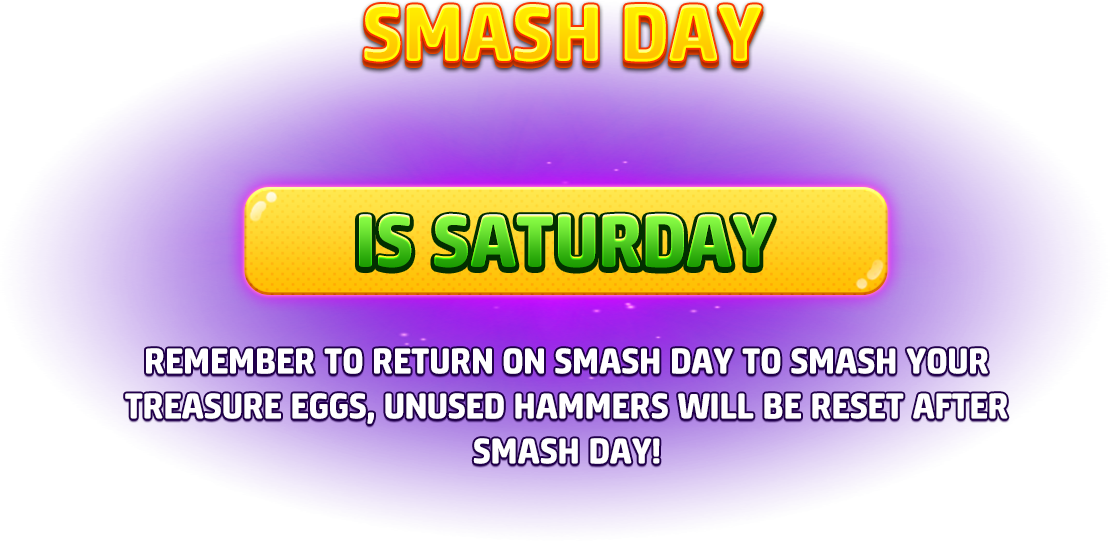 SMASH DAY
IS SATURDAY
REMEMBER TO RETURN ON SMASH DAY TO SMASH YOUR
TREASURE EGGS, UNUSED HAMMERS WILL BE RESET AFTER
SMASH DAY!